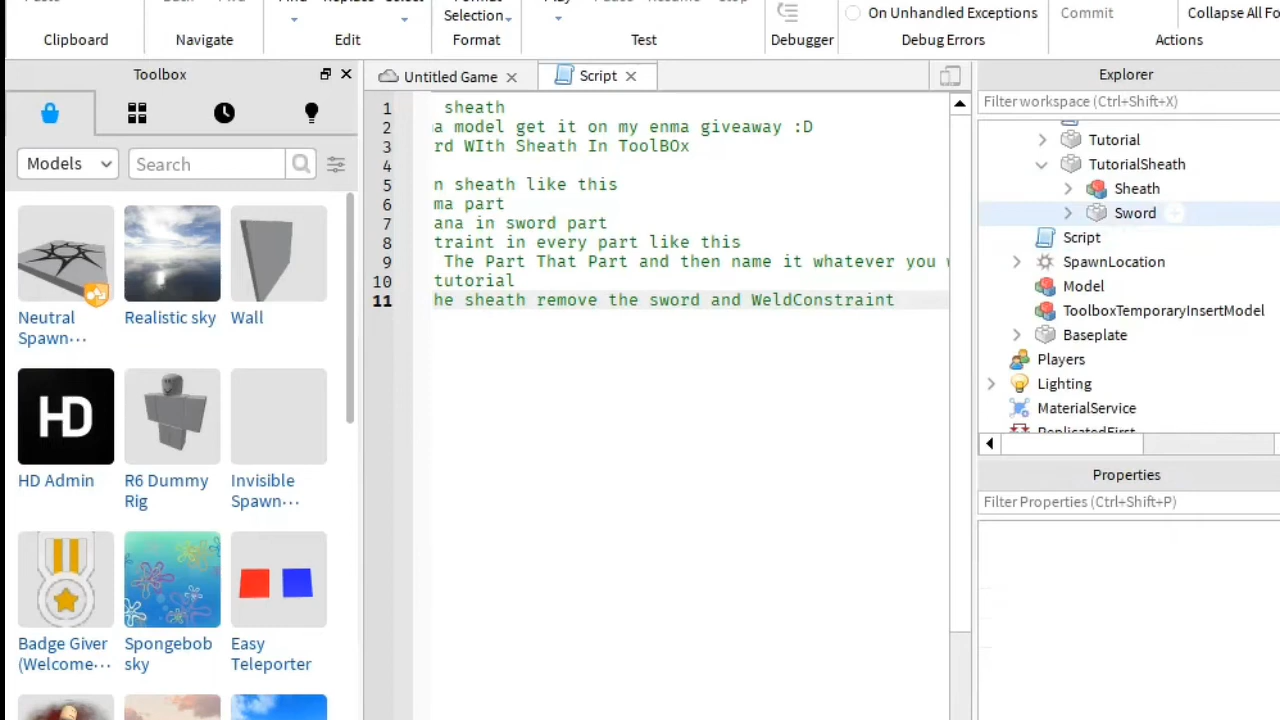 Selection
On Unhandled Exceptions
Commit
Collapse All Fo
Clipboard
Navigate
Edit
Format
Test
Debugger
Debug Errors
Actions
Toolbox
Models
Search
Neutral
Spawn···
Realistic sky
Wall
HD
HD Admin
R6 Dummy
Rig
Invisible
Spawn···
Badge Giver
(Welcome···
Spongebob
sky
Easy
Teleporter
Untitled Game
Script
1 sheath
2 a model get it on my enma giveaway :D
3 rd WIth Sheath In ToolBOx
4
5 n sheath like this
6 ma part
7 ana in sword part
8 traint in every part like this
9 The Part That Part and then name it whatever you
10 tutorial
11 he sheath remove the sword and WeldConstraint
Explorer
Filter workspace (Ctrl+Shift+X)
Tutorial
TutorialSheath
Sheath
Sword
Script
SpawnLocation
Model
ToolboxTemporaryInsertModel
Baseplate
Players
Lighting
MaterialService
ReplicatedFirst
Properties
Filter Properties (Ctrl+Shift+P)